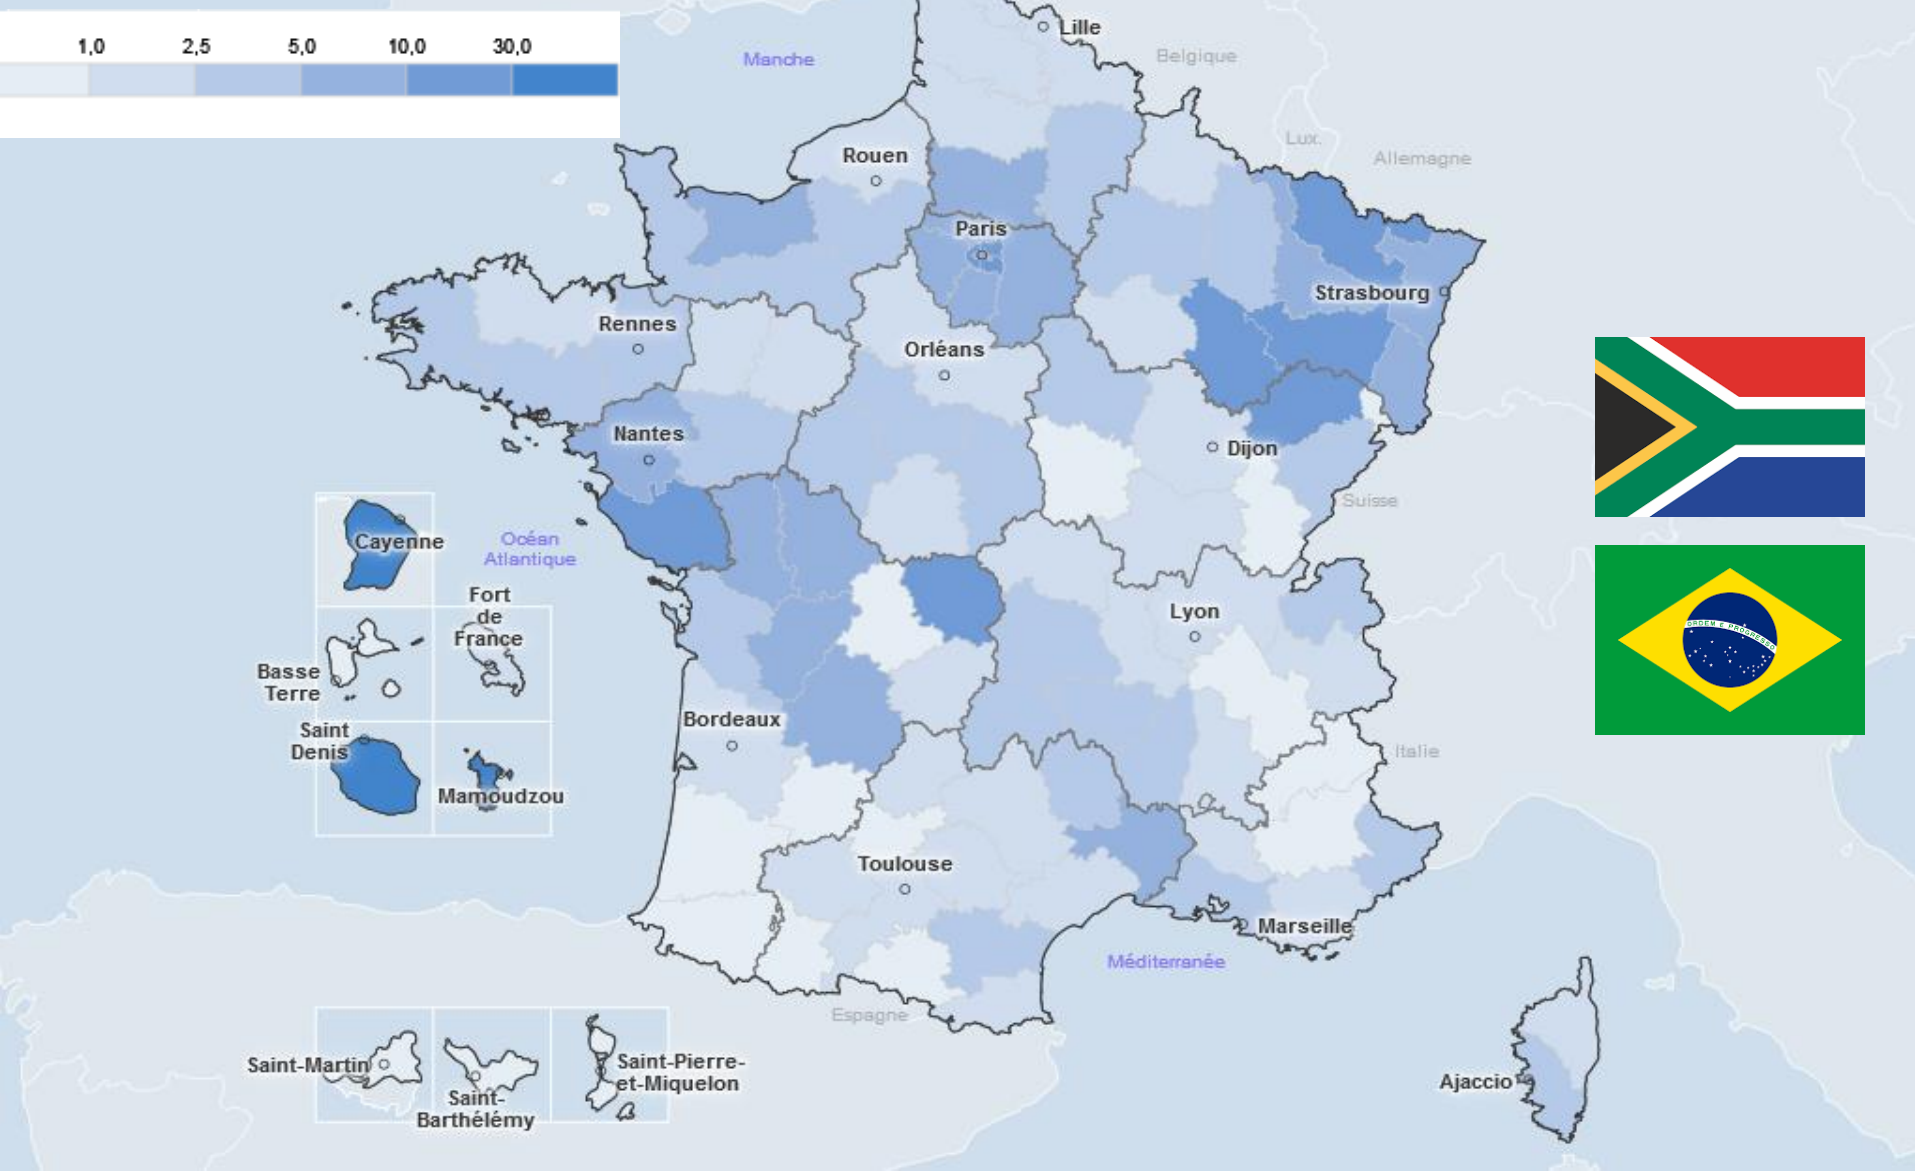 1,0 2,5 5,0 10,0 30,0
Lille
Manche
Belgique
Lux.
Allemagne
Rouen
Paris
Strasbourg
Rennes
Orléans
Nantes
Dijon
Suisse
Cayenne
Océan
Atlantique
Fort
de
France
Lyon
Basse
Terre
Bordeaux
Saint
Denis
Italie
Mamoudzou
Toulouse
Marseille
Méditerranée
Espagne
Saint-Martin
Saint-
Barthélémy
Saint-Pierre-
et-Miquelon
Ajaccio
ORDEM E PROGRESSO